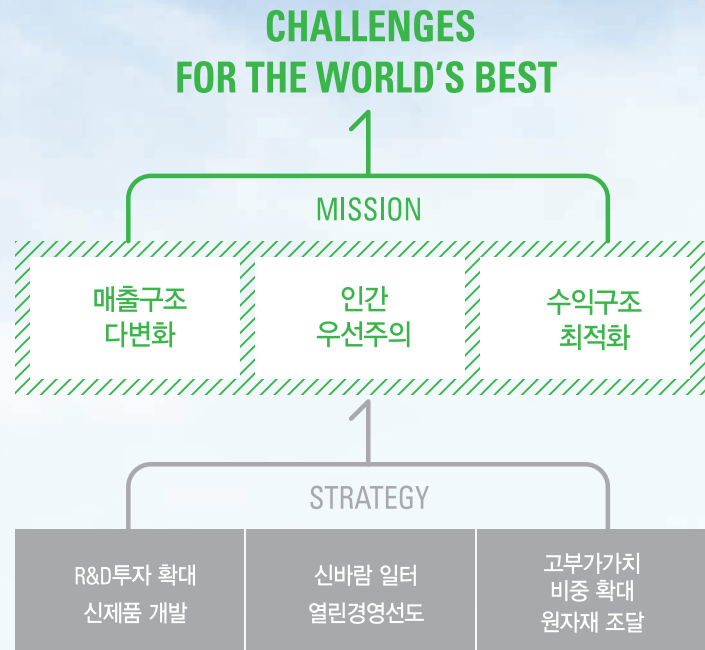 CHALLENGES
FOR THE WORLD'S BEST
MISSION
매출구조
다변화
인간
우선주의
수익구조
최적화
STRATEGY
R&D투자 확대
신제품 개발
신바람 일터
열린경영선도
고부가가치
비중 확대
원자재 조달